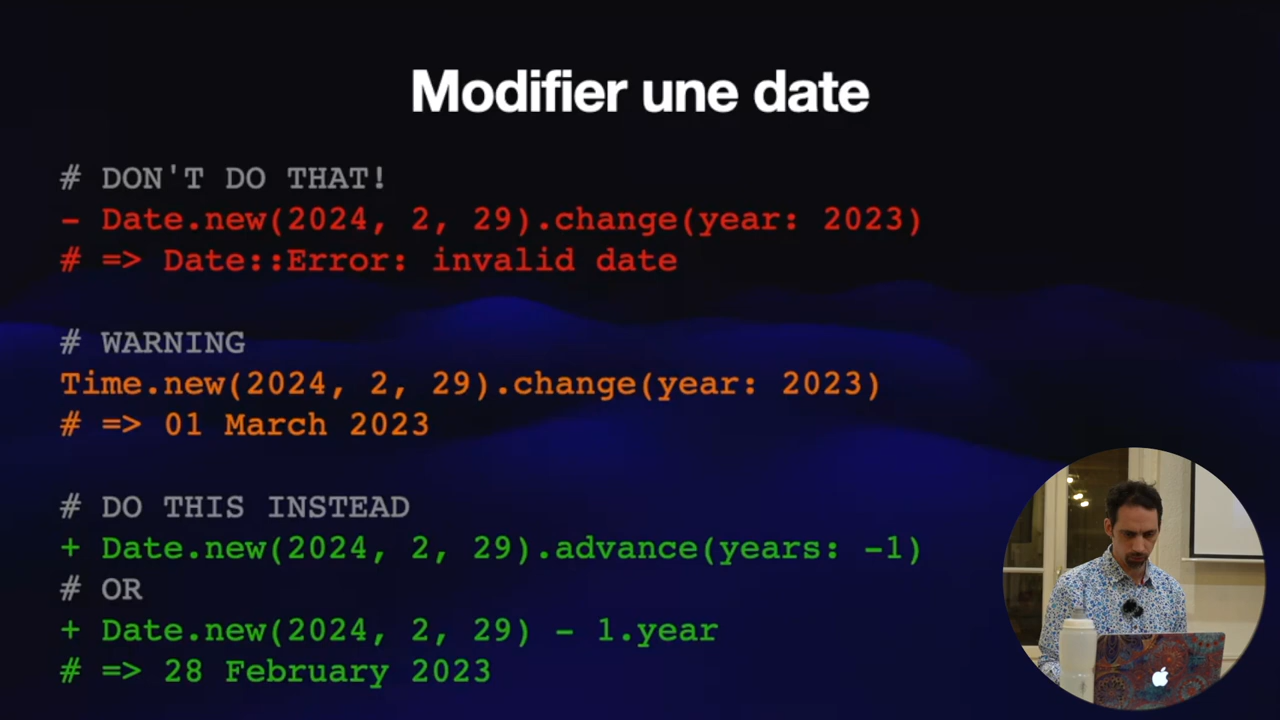 Modifier une date
# DON'T DO THAT!
- Date.new(2024, 2, 29).change(year: 2023)
# => Date::Error: invalid date
# WARNING
Time.new(2024, 2, 29).change(year: 2023)
# => 01 March 2023
# DO THIS INSTEAD
+ Date.new(2024, 2, 29).advance(years: -1)
# OR
+ Date.new(2024, 2, 29) - 1.year
# => 28 February 2023